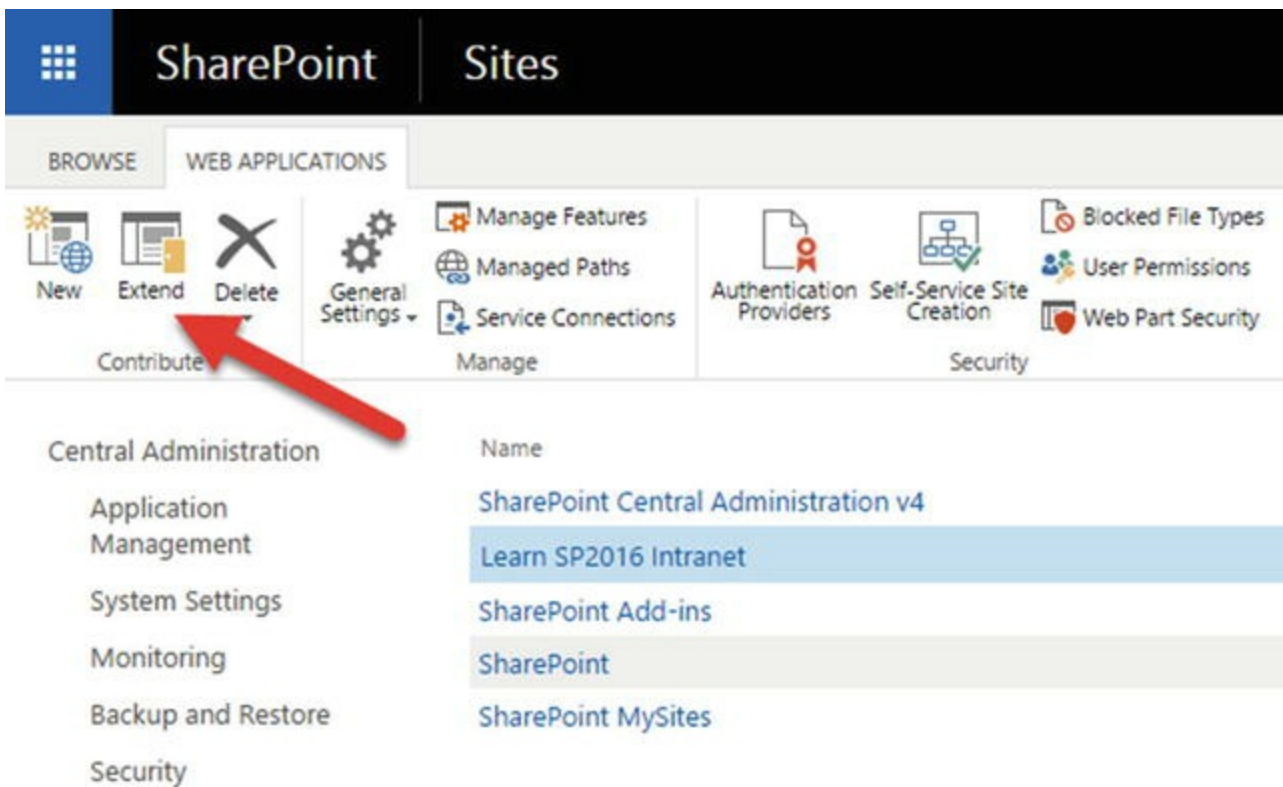 SharePoint Sites
BROWSE WEB APPLICATIONS
New Extend Delete
General
Settings
Manage Features
Managed Paths
Service Connections
Authentication
Providers
Self-Service Site
Creation
Blocked File Types
User Permissions
Web Part Security
Contribute Manage Security
Central Administration
Application
Management
System Settings
Monitoring
Backup and Restore
Security
Name
SharePoint Central Administration v4
Learn SP2016 Intranet
SharePoint Add-ins
SharePoint
SharePoint MySites